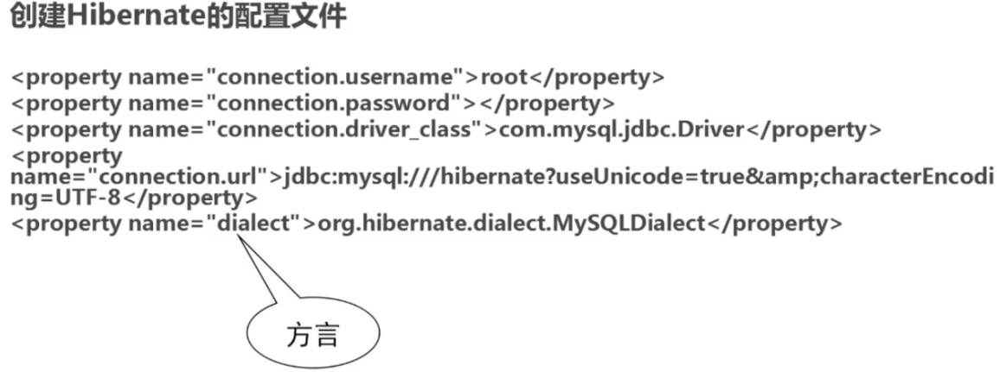 创建Hibernate的配置文件
<property name="connection.username">root</property>
<property name="connection.password"></property>
<property name="connection.driver_class">com.mysql.jdbc.Driver</property>
<property
name="connection.url">jdbc:mysql:///hibernate?useUnicode=true&amp;characterEncodi
ng=UTF-8</property>
<property name="dialect">org.hibernate.dialect.MySQLDialect</property>
方言